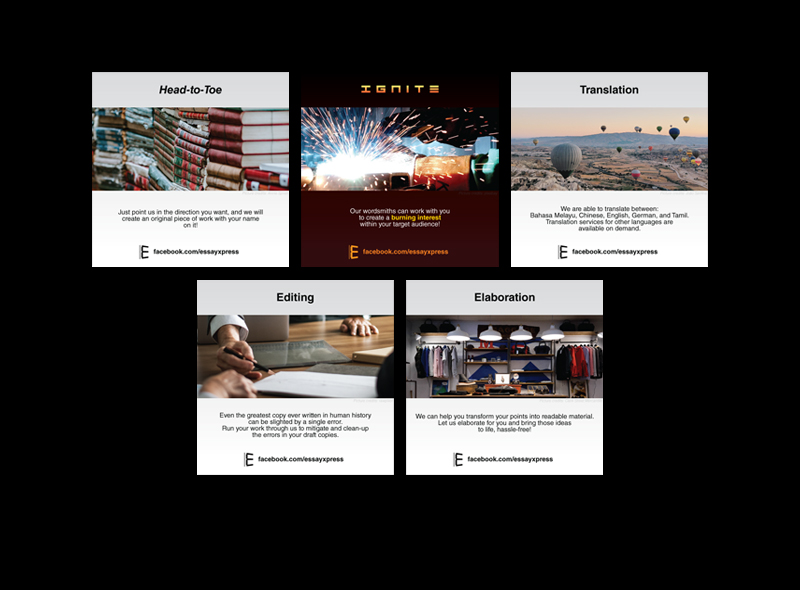 Head-to-Toe
Just point us in the direction you want, and we will
create an original piece of work with your name
on it!
facebook.com/essayxpress
IGNITE
Our wordsmiths can work with you
to create a burning interest
within your target audience!
facebook.com/essayxpress
Translation
We are able to translate between:
Bahasa Melayu, Chinese, English, German, and Tamil.
Translation services for other languages are
available on demand.
facebook.com/essayxpress
Editing
Even the greatest copy ever written in human history
can be slighted by a single error.
Run your work through us to mitigate and clean-up
the errors in your draft copies.
facebook.com/essayxpress
Elaboration
We can help you transform your points into readable material.
Let us elaborate for you and bring those ideas
to life, hassle-free!
facebook.com/essayxpress